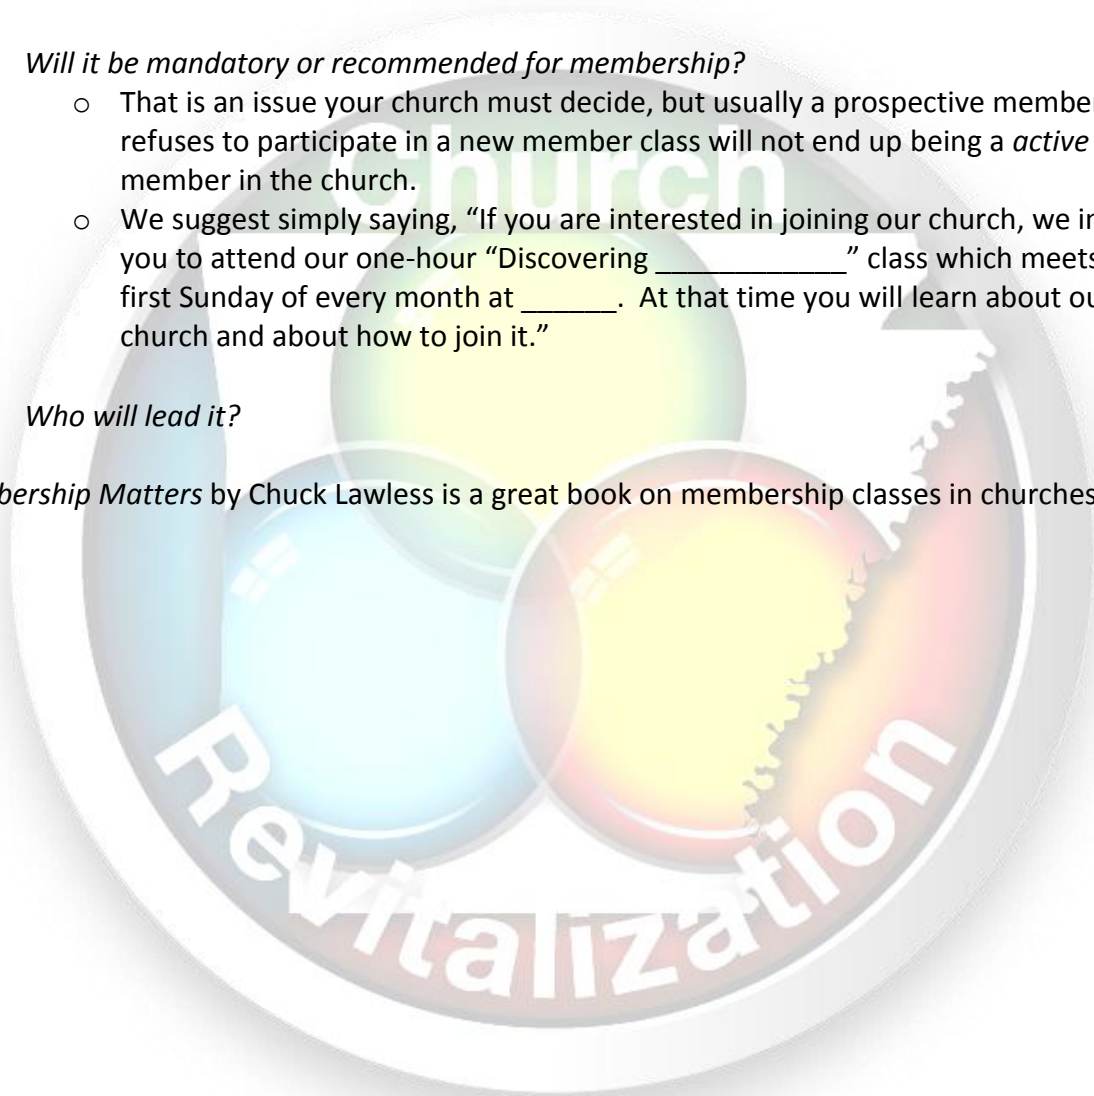 Will it be mandatory or recommended for membership?
o That is an issue your church must decide, but usually a prospective member
refuses to participate in a new member class will not end up being a active
member in the church.
o We suggest simply saying, “If you are interested in joining our church, we
you to attend our one-hour “Discovering ____________” class which meets
first Sunday of every month at ______. At that time you will learn about
church and about how to join it.”
Who will lead it?
Matters by Chuck Lawless is a great book on membership classes in churches
Church
Revitalization